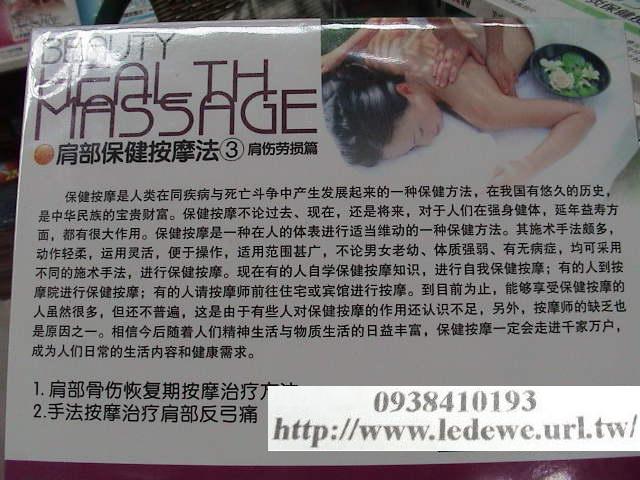 BEAUTY
HEALTH
MASSAGE
肩部保健按摩法③肩伤劳损篇
保健按摩是人类在同疾病与死亡斗争中产生发展起来的一种保健方法，在我国有悠久的历史，
是中华民族的宝贵财富。保健按摩不论过去、现在，还是将来，对于人们在强身健体，延年益寿方
面，都有很大作用。保健按摩是一种在人的体表进行适当维动的一种保健方法。其施术手法颇多，
动作轻柔，运用灵活，便于操作，适用范围甚广，不论男女老幼、体质强弱、有无病症，均可采用
不同的施术手法，进行保健按摩。现在有的人自学保健按摩知识，进行自我保健按摩；有的人到按
摩院进行保健按摩；有的人请按摩师前往住宅或宾馆进行按摩。到目前为止，能够享受保健按摩的
人虽然很多，但还不普遍，这是由于有些人对保健按摩的作用还认识不足，另外，按摩师的缺乏也
是原因之一。相信今后随着人们精神生活与物质生活的日益丰富，保健按摩一定会走进千家万户，
成为人们日常的生活内容和健康需求。
1.肩部骨伤恢复期按摩治疗方法
2.手法按摩治疗肩部反弓痛
0938410193
http://www.ledewe.url.tw/